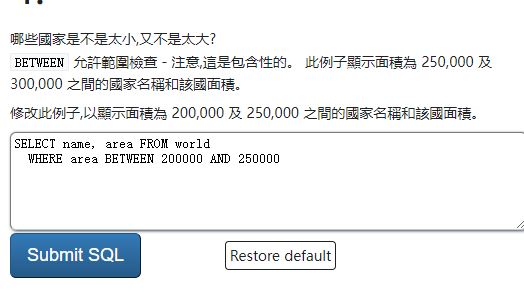 哪些國家是不是太小,又不是太大?
BETWEEN 允許範圍檢查 - 注意,這是包含性的。 此例子顯示面積為 250,000 及
300,000 之間的國家名稱和該國面積。
修改此例子,以顯示面積為 200,000 及 250,000 之間的國家名稱和該國面積。
SELECT name, area FROM world
  WHERE area BETWEEN 200000 AND 250000
Submit SQL
Restore default